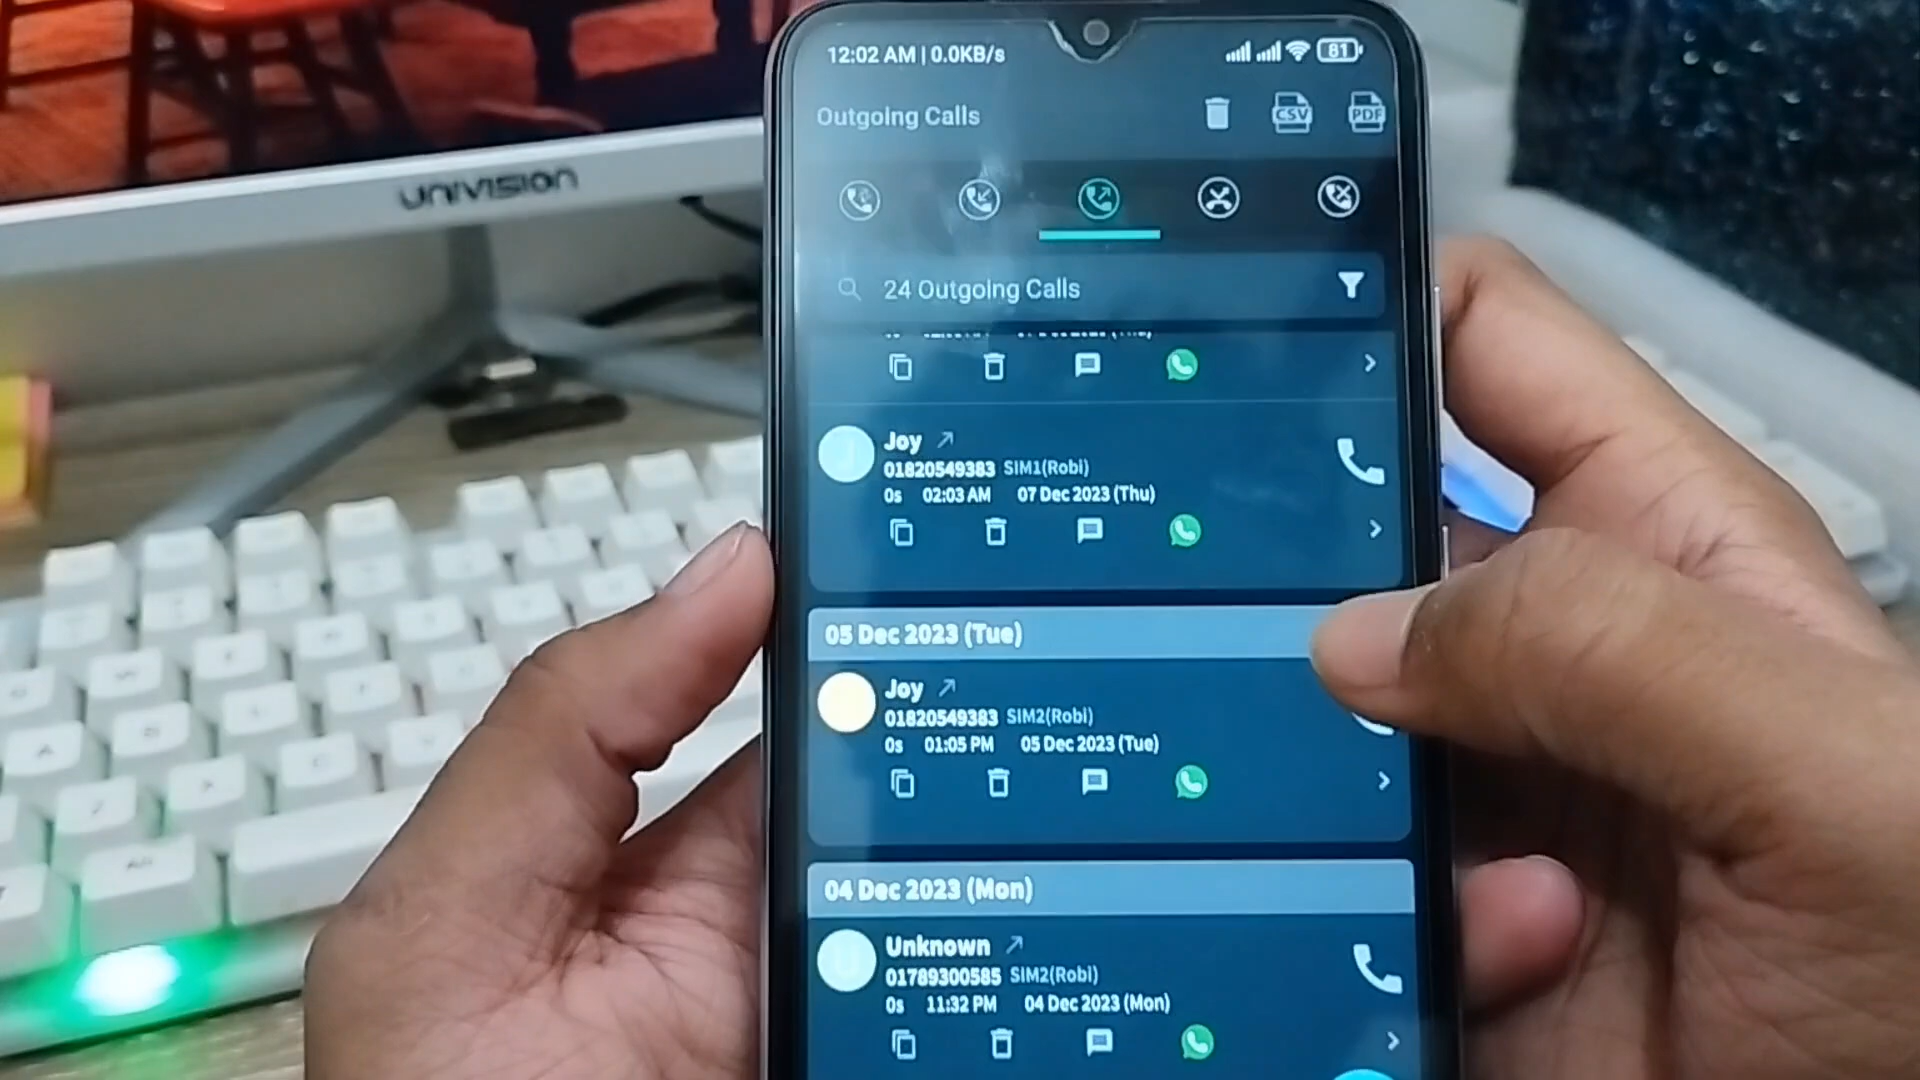 UNIVISION
12:02 AM | 0.0KB/s
81
Outgoing Calls
CSV
PDF
24 Outgoing Calls
Joy
01820549383 SIM1(Robi)
0s 02:03 AM 07 Dec 2023 (Thu)
05 Dec 2023 (Tue)
Joy
01820549383 SIM2(Robi)
0s 01:05 PM 05 Dec 2023 (Tue)
04 Dec 2023 (Mon)
Unknown
01789300585 SIM2(Robi)
0s 11:32 PM 04 Dec 2023 (Mon)